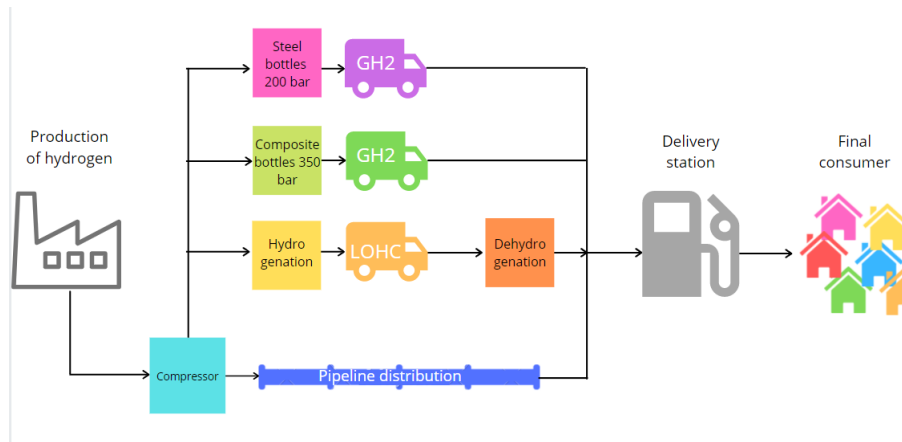 Steel
bottles
200 bar
GH2
Production
of hydrogen
Composite
bottles 350
bar
GH2
Delivery
station
Final
consumer
Hydro
genation
LOHC
Dehydro
genation
Compressor
Pipeline distribution